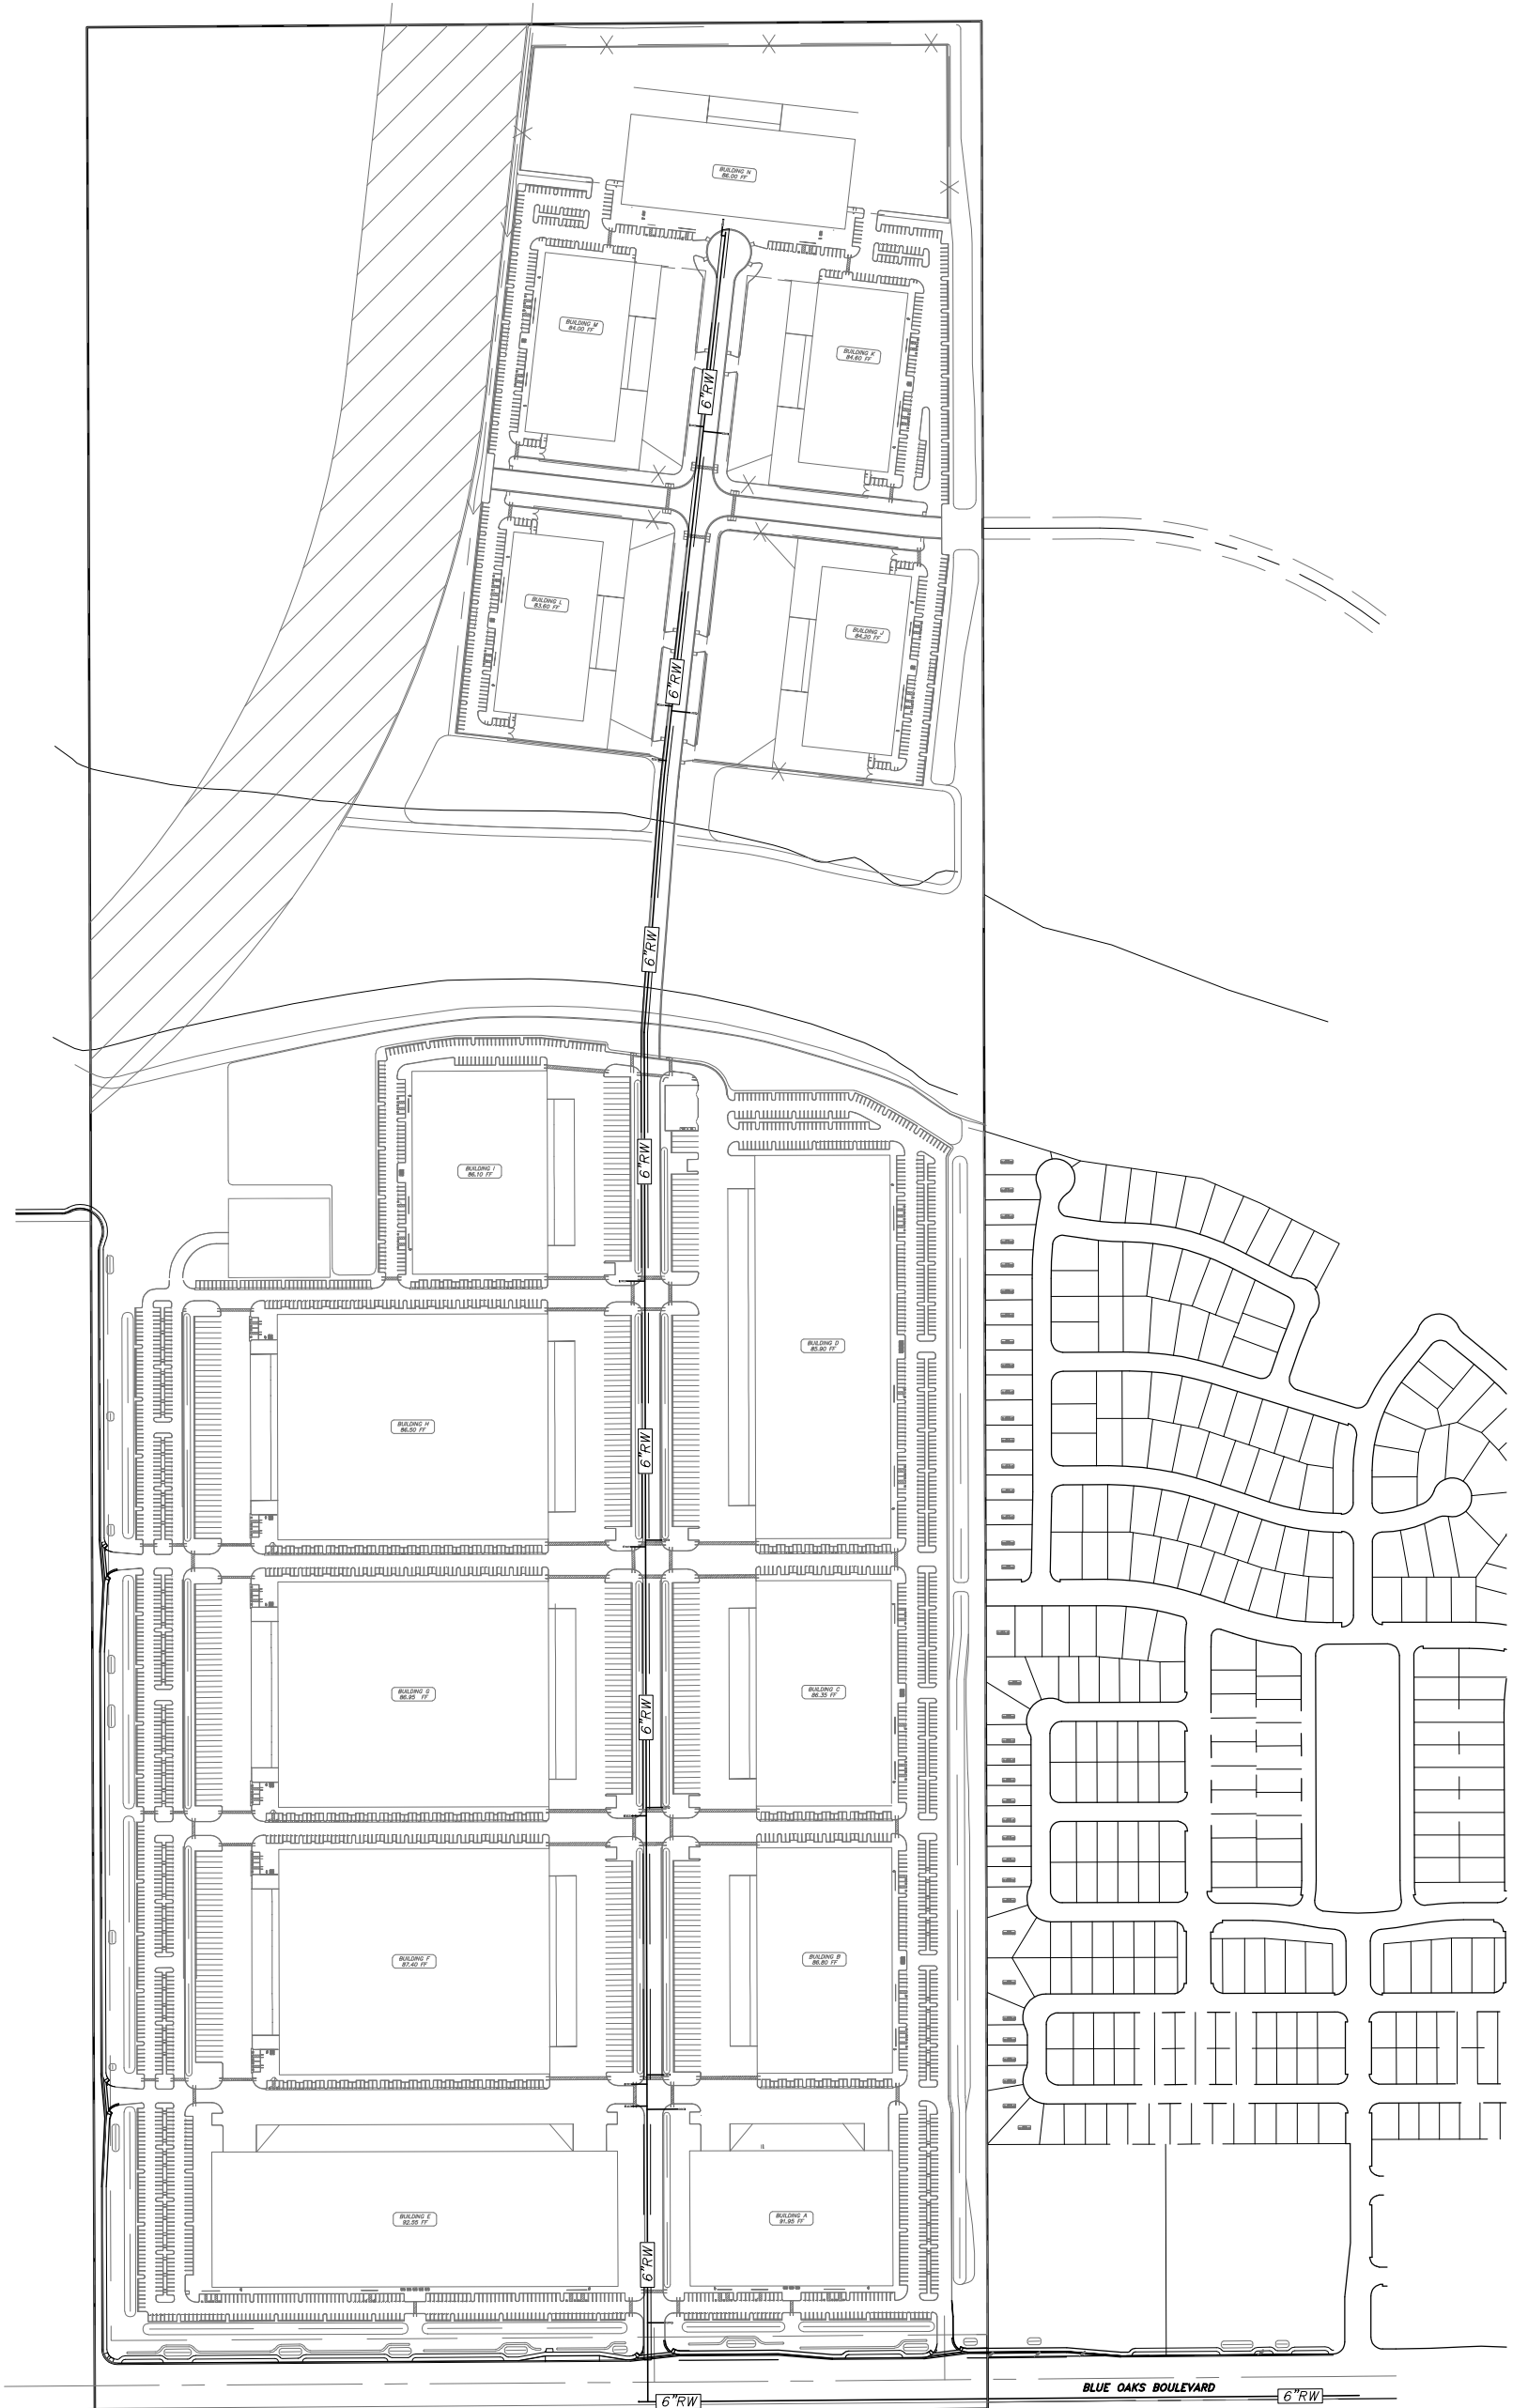 BUILDING N
86.00 FF
BUILDING M
84.00 FF
BUILDING K
84.60 FF
6"RW
BUILDING L
83.60 FF
BUILDING J
84.20 FF
6"RW
6"RW
BUILDING I
86.10 FF
6"RW
BUILDING D
85.90 FF
BUILDING H
86.50 FF
6"RW
BUILDING G
86.95 FF
BUILDING C
86.35 FF
6"RW
BUILDING F
87.40 FF
BUILDING B
86.80 FF
BUILDING E
92.55 FF
BUILDING A
91.95 FF
6"RW
BLUE OAKS BOULEVARD
6"RW
6"RW